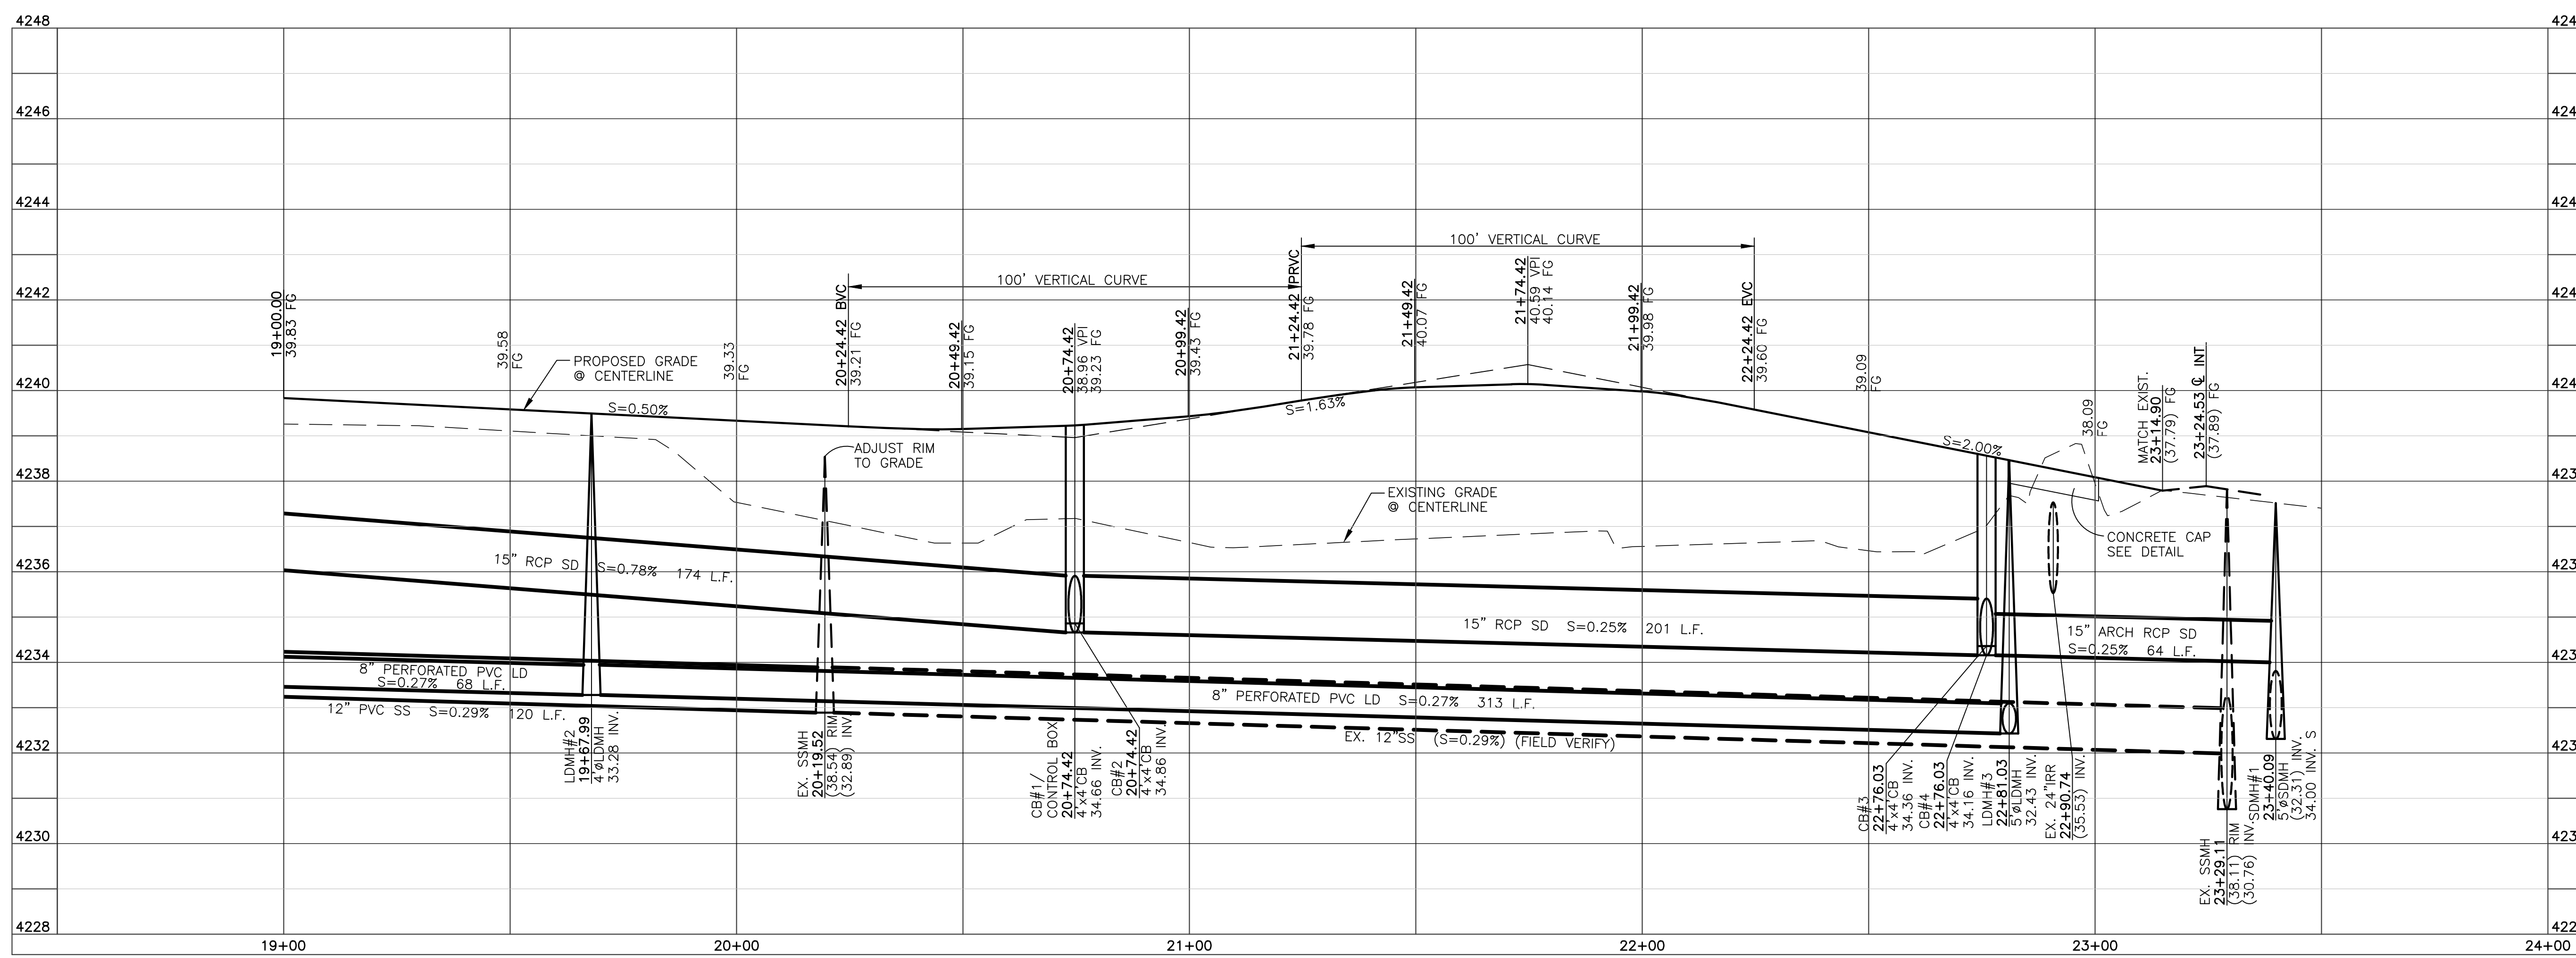 4248
4246
4244
4242
4240
4238
4236
4234
4232
4230
4228
424
424
424
424
424
423
423
423
423
423
422
19+00
20+00
21+00
22+00
23+00
24+00
19+00.00
39.83 FG
39.58
FG
PROPOSED GRADE
@ CENTERLINE
S=0.50%
39.33
FG
20+24.42 BVC
39.21 FG
100' VERTICAL CURVE
20+49.42
39.15 FG
20+74.42
38.96 VPI
39.23 FG
20+99.42
39.43 FG
21+24.42 PRVC
39.78 FG
S=1.63%
100' VERTICAL CURVE
21+49.42
40.07 FG
21+74.42
40.59 VPI
40.14 FG
21+99.42
39.98 FG
22+24.42 EVC
39.60 FG
39.09
FG
S=2.00%
38.09
FG
MATCH EXIST.
23+14.90
(37.79) FG
23+24.53 ℄ INT
(37.89) FG
ADJUST RIM
TO GRADE
EXISTING GRADE
@ CENTERLINE
CONCRETE CAP
SEE DETAIL
15" RCP SD S=0.78% 174 L.F.
15" RCP SD S=0.25% 201 L.F.
15" ARCH RCP SD
S=0.25% 64 L.F.
8" PERFORATED PVC LD
S=0.27% 68 L.F.
12" PVC SS S=0.29% 120 L.F.
8" PERFORATED PVC LD S=0.27% 313 L.F.
EX. 12"SS (S=0.29%) (FIELD VERIFY)
LDMH#2
19+67.99
4'øLDMH
33.28 INV.
EX. SSMH
20+19.52
(38.54) RIM
(32.89) INV.
CB#1/
CONTROL BOX
20+74.42
4'x4'CB
34.66 INV.
CB#2
20+74.42
4'x4'CB
34.86 INV.
CB#3
22+76.03
4'x4'CB
34.36 INV.
CB#4
22+76.03
4'x4'CB
34.16 INV.
LDMH#3
22+81.03
5'øLDMH
32.43 INV.
EX. 24"IRR
22+90.74
(35.53) INV.
EX. SSMH
23+29.11
(38.11) RIM
(30.76) INV.
SDMH#1
23+40.09
5'øSDMH
(32.31) INV.
34.00 INV. S